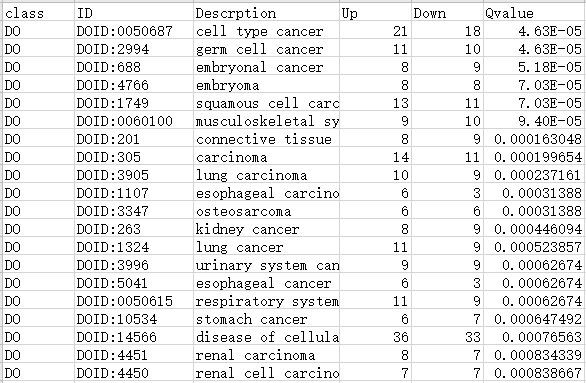 class ID Descrption Up Down Qvalue
DO DOID:0050687 cell type cancer 21 18 4.63E-05
DO DOID:2994 germ cell cancer 11 10 4.63E-05
DO DOID:688 embryonal cancer 8 9 5.18E-05
DO DOID:4766 embryoma 8 8 7.03E-05
DO DOID:1749 squamous cell carc 13 11 7.03E-05
DO DOID:0060100 musculoskeletal sy 9 10 9.40E-05
DO DOID:201 connective tissue 8 9 0.000163048
DO DOID:305 carcinoma 14 11 0.000199654
DO DOID:3905 lung carcinoma 10 9 0.000237161
DO DOID:1107 esophageal carcino 6 3 0.00031388
DO DOID:3347 osteosarcoma 6 6 0.00031388
DO DOID:263 kidney cancer 8 9 0.000446094
DO DOID:1324 lung cancer 11 9 0.000523857
DO DOID:3996 urinary system can 9 9 0.00062674
DO DOID:5041 esophageal cancer 6 3 0.00062674
DO DOID:0050615 respiratory system 11 9 0.00062674
DO DOID:10534 stomach cancer 6 7 0.000647492
DO DOID:14566 disease of cellula 36 33 0.00076563
DO DOID:4451 renal carcinoma 8 7 0.000834339
DO DOID:4450 renal cell carcino 7 7 0.000838667